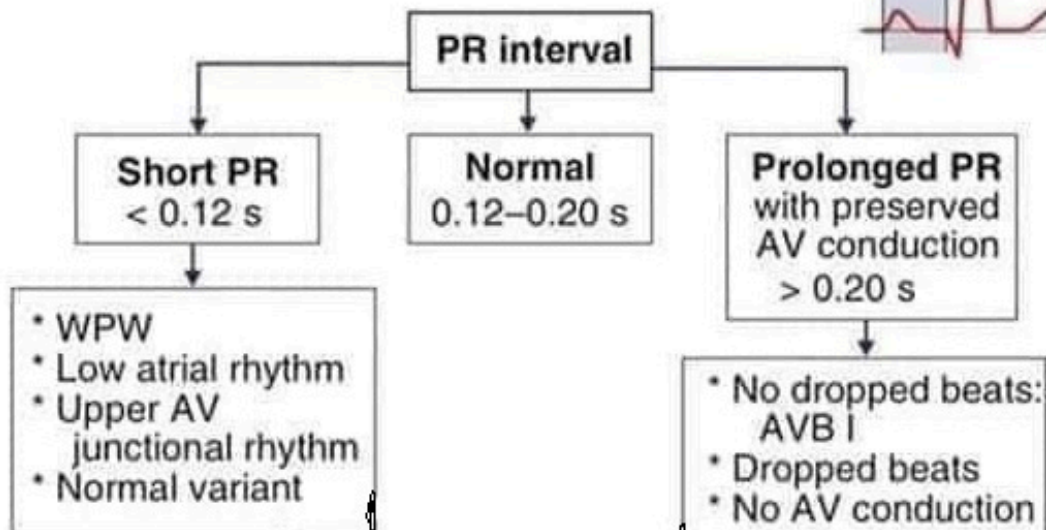 PR interval
Short PR
< 0.12 s
Normal
0.12–0.20 s
Prolonged PR
with preserved
AV conduction
> 0.20 s
* WPW
* Low atrial rhythm
* Upper AV
junctional rhythm
* Normal variant
* No dropped beats:
AVB I
* Dropped beats
* No AV conduction